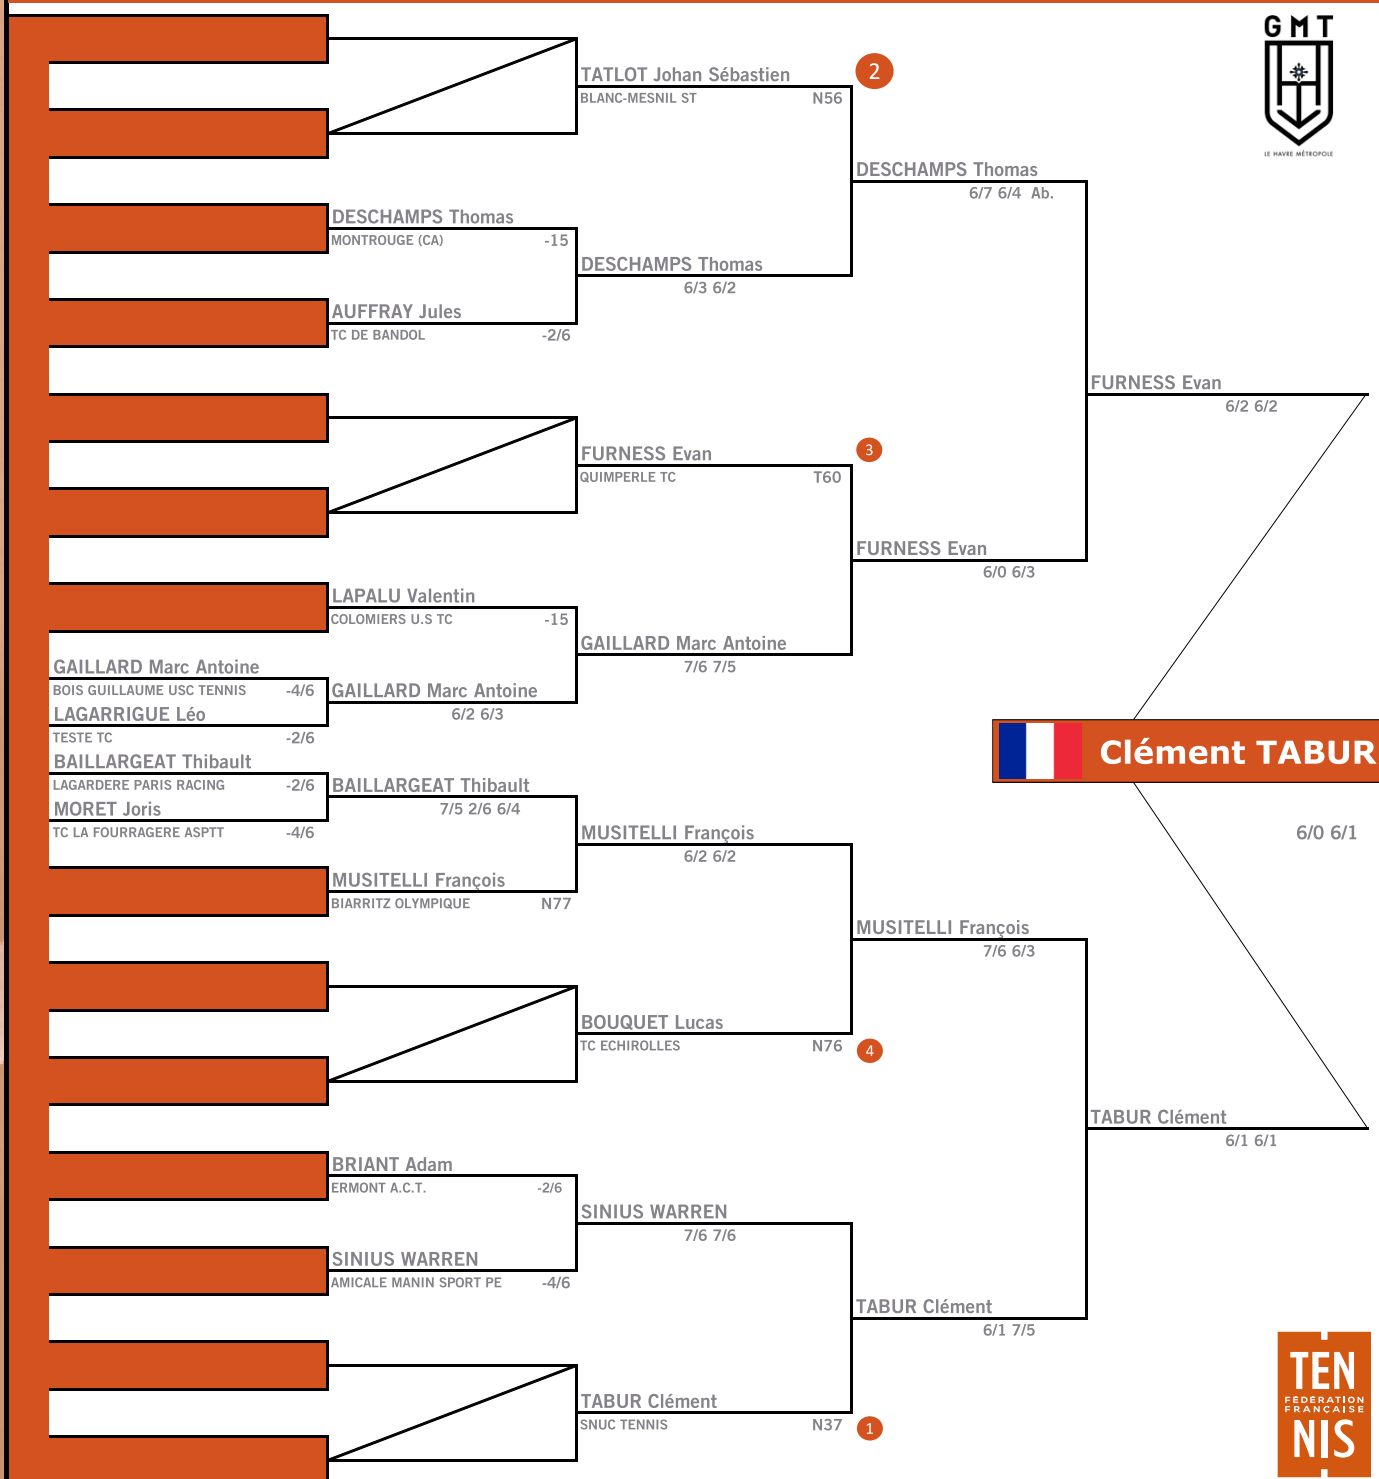 GMT
LE HAVRE MÉTROPOLE
TATLOT Johan Sébastien
2
BLANC-MESNIL ST N56
DESCHAMPS Thomas
6/7 6/4 Ab.
DESCHAMPS Thomas
MONTROUGE (CA) -15
DESCHAMPS Thomas
6/3 6/2
AUFFRAY Jules
TC DE BANDOL -2/6
FURNESS Evan
6/2 6/2
FURNESS Evan
3
QUIMPERLE TC T60
FURNESS Evan
6/0 6/3
LAPALU Valentin
COLOMIERS U.S TC -15
GAILLARD Marc Antoine
7/6 7/5
GAILLARD Marc Antoine
BOIS GUILLAUME USC TENNIS -4/6
GAILLARD Marc Antoine
6/2 6/3
LAGARRIGUE Léo
TESTE TC -2/6
Clément TABUR
6/0 6/1
BAILLARGEAT Thibault
LAGARDERE PARIS RACING -2/6
BAILLARGEAT Thibault
7/5 2/6 6/4
MORET Joris
TC LA FOURRAGERE ASPTT -4/6
MUSITELLI François
6/2 6/2
MUSITELLI François
BIARRITZ OLYMPIQUE N77
MUSITELLI François
7/6 6/3
BOUQUET Lucas
TC ECHIROLLES N76
4
TABUR Clément
6/1 6/1
BRIANT Adam
ERMONT A.C.T. -2/6
SINIUS WARREN
7/6 7/6
SINIUS WARREN
AMICALE MANIN SPORT PE -4/6
TABUR Clément
6/1 7/5
TABUR Clément
SNUC TENNIS N37
1
TEN
FÉDÉRATION
FRANÇAISE
NIS